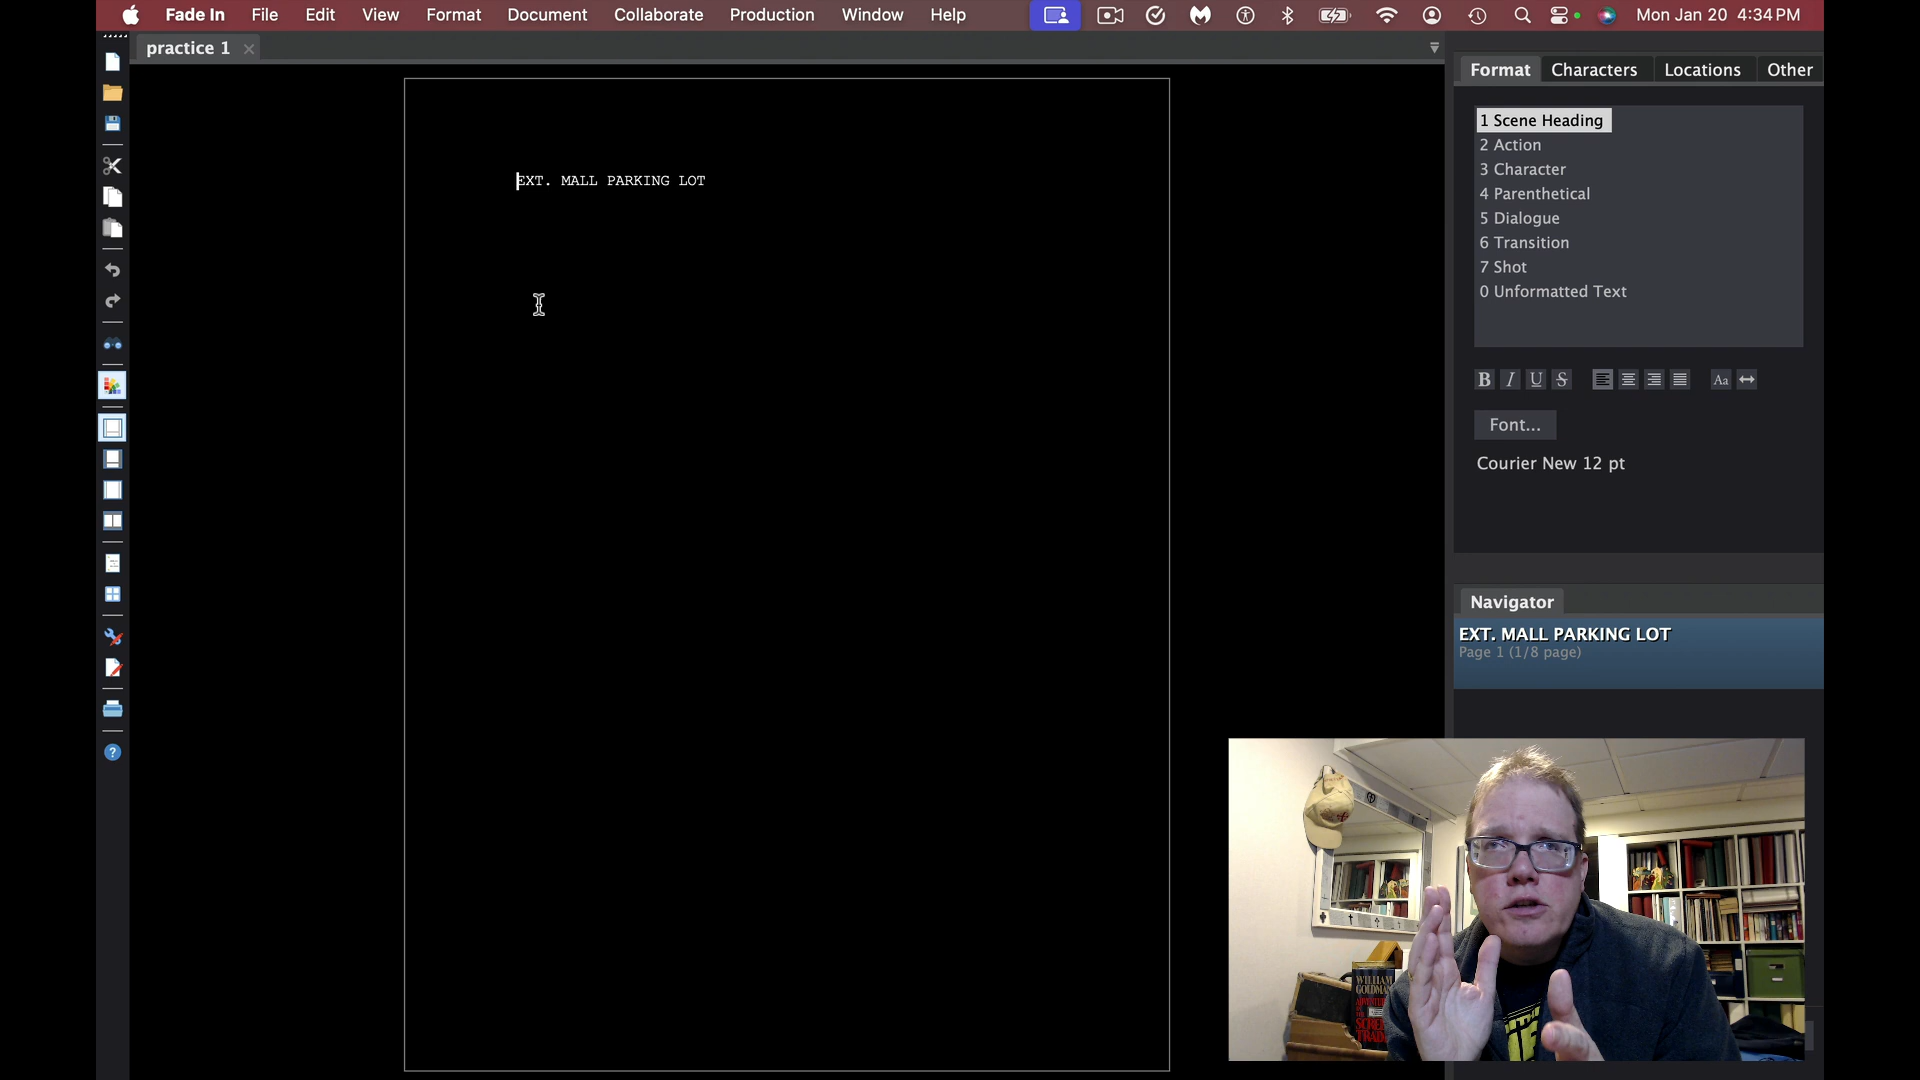 Fade In File Edit View Format Document Collaborate Production Window Help Mon Jan 20 4:34 PM
practice 1
EXT. MALL PARKING LOT
Format Characters Locations Other
1 Scene Heading
2 Action
3 Character
4 Parenthetical
5 Dialogue
6 Transition
7 Shot
0 Unformatted Text
B I U S Aa
Font...
Courier New 12 pt
Navigator
EXT. MALL PARKING LOT
Page 1 (1/8 page)
WILLIAM
GOLDMAN